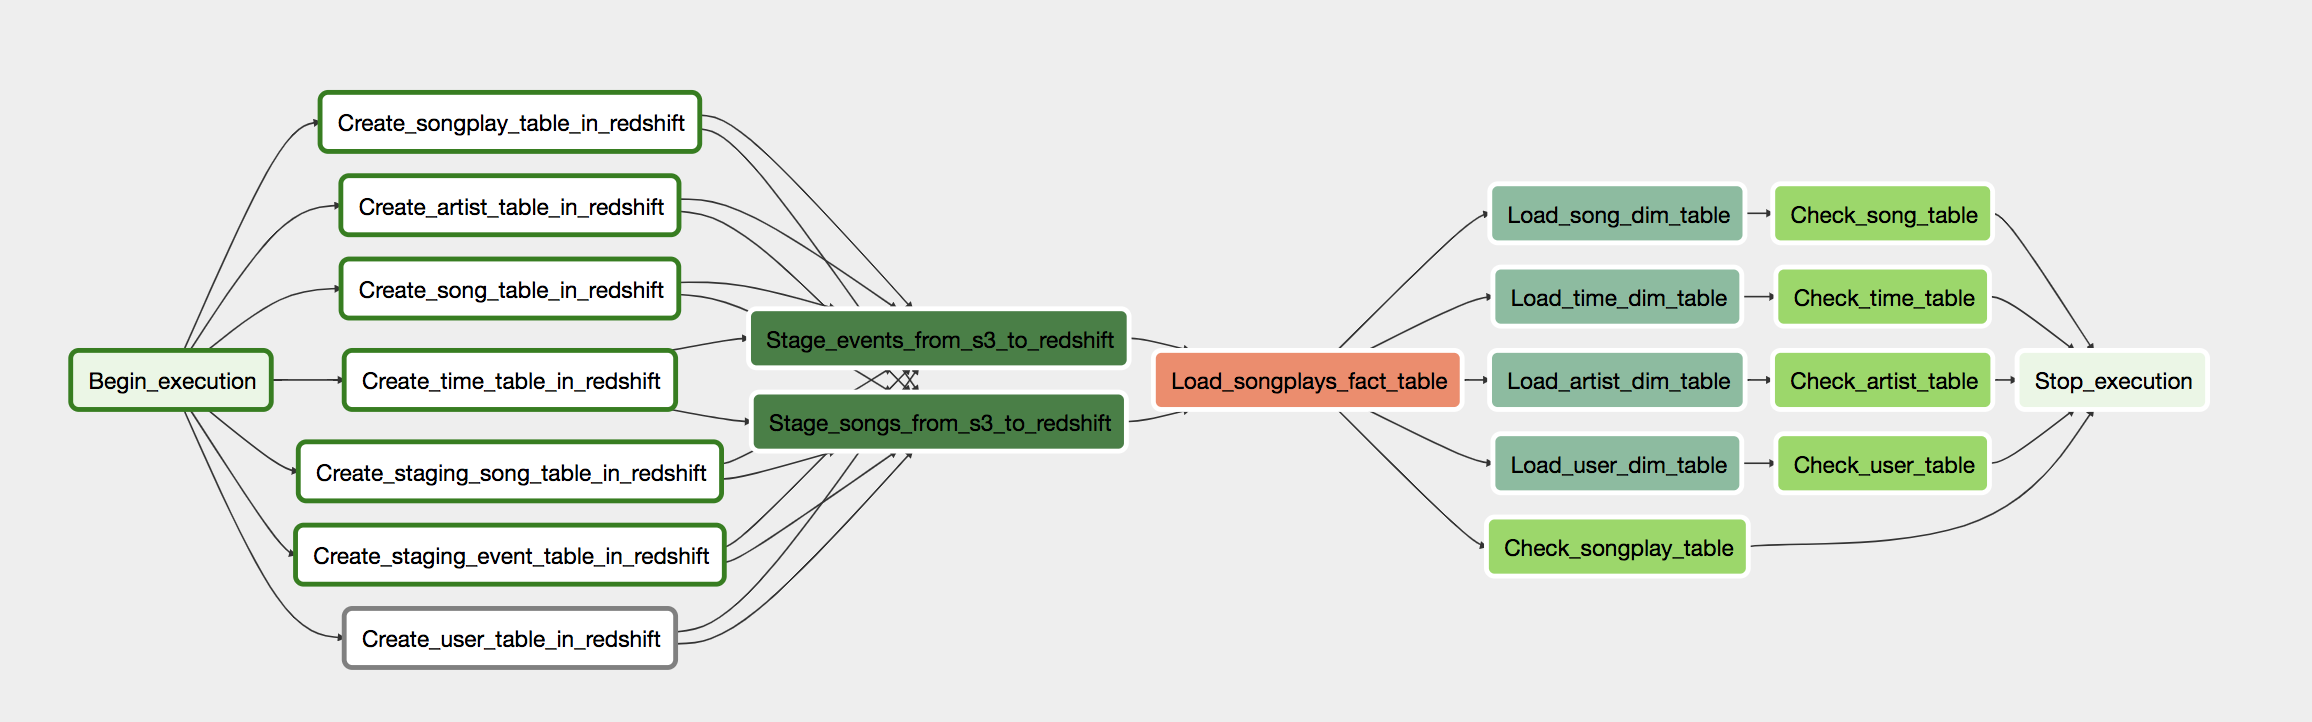 Begin_execution
Create_songplay_table_in_redshift
Create_artist_table_in_redshift
Create_song_table_in_redshift
Create_time_table_in_redshift
Create_staging_song_table_in_redshift
Create_staging_event_table_in_redshift
Create_user_table_in_redshift
Stage_events_from_s3_to_redshift
Stage_songs_from_s3_to_redshift
Load_songplays_fact_table
Load_song_dim_table
Load_time_dim_table
Load_artist_dim_table
Load_user_dim_table
Check_songplay_table
Check_song_table
Check_time_table
Check_artist_table
Check_user_table
Stop_execution